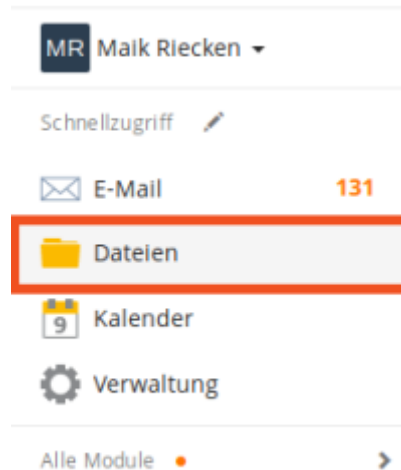 MR Maik Riecken
Schnellzugriff
E-Mail 131
Dateien
9 Kalender
Verwaltung
Alle Module